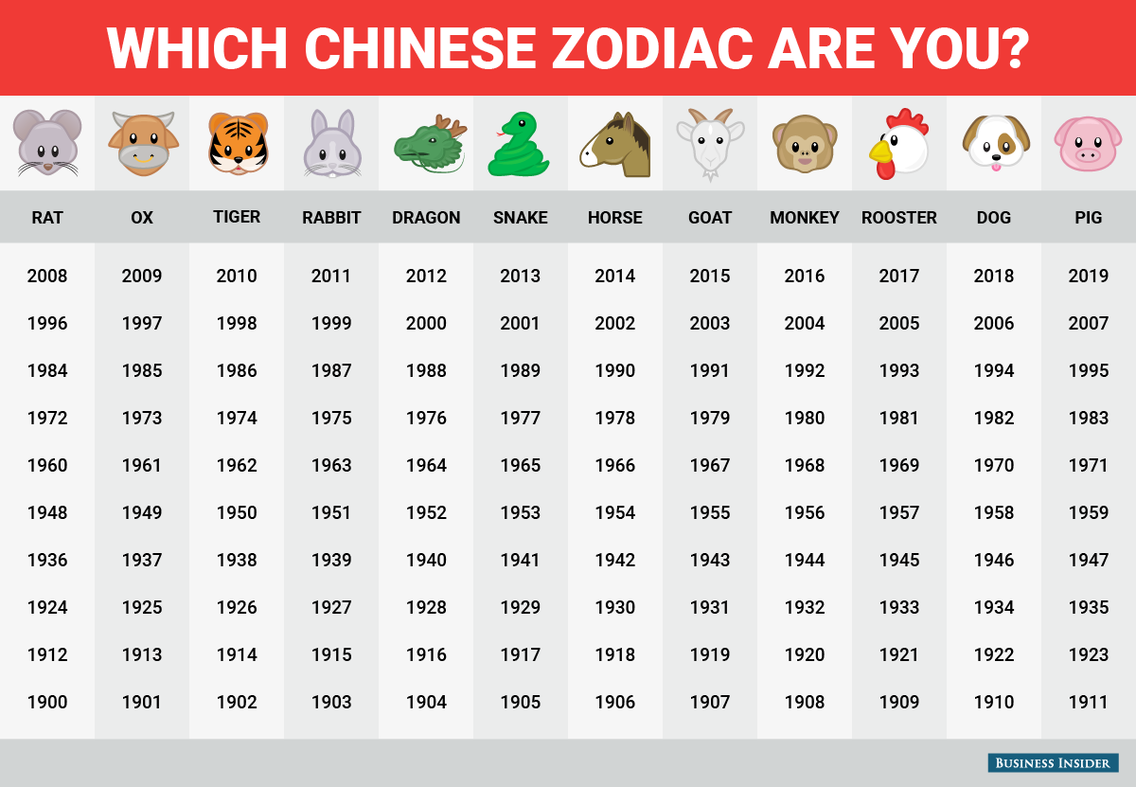 WHICH CHINESE ZODIAC ARE YOU?
RAT OX TIGER RABBIT DRAGON SNAKE HORSE GOAT MONKEY ROOSTER DOG PIG
2008 2009 2010 2011 2012 2013 2014 2015 2016 2017 2018 2019
1996 1997 1998 1999 2000 2001 2002 2003 2004 2005 2006 2007
1984 1985 1986 1987 1988 1989 1990 1991 1992 1993 1994 1995
1972 1973 1974 1975 1976 1977 1978 1979 1980 1981 1982 1983
1960 1961 1962 1963 1964 1965 1966 1967 1968 1969 1970 1971
1948 1949 1950 1951 1952 1953 1954 1955 1956 1957 1958 1959
1936 1937 1938 1939 1940 1941 1942 1943 1944 1945 1946 1947
1924 1925 1926 1927 1928 1929 1930 1931 1932 1933 1934 1935
1912 1913 1914 1915 1916 1917 1918 1919 1920 1921 1922 1923
1900 1901 1902 1903 1904 1905 1906 1907 1908 1909 1910 1911
BUSINESS INSIDER